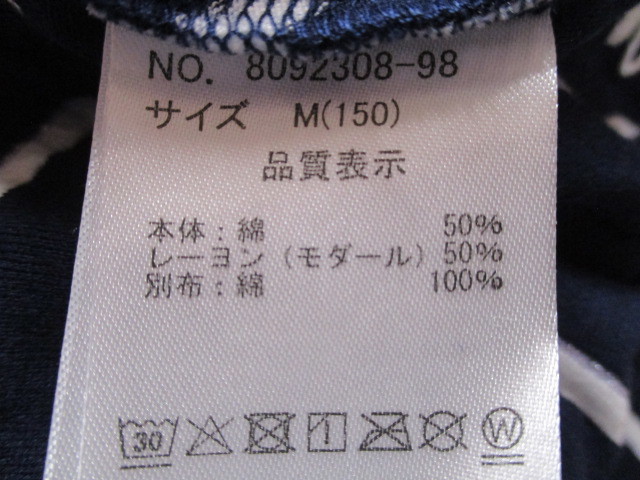 NO. 8092308-98
サイズ M(150)
品質表示
本体：綿 50%
レーヨン（モダール）50%
別布：綿 100%
30 W